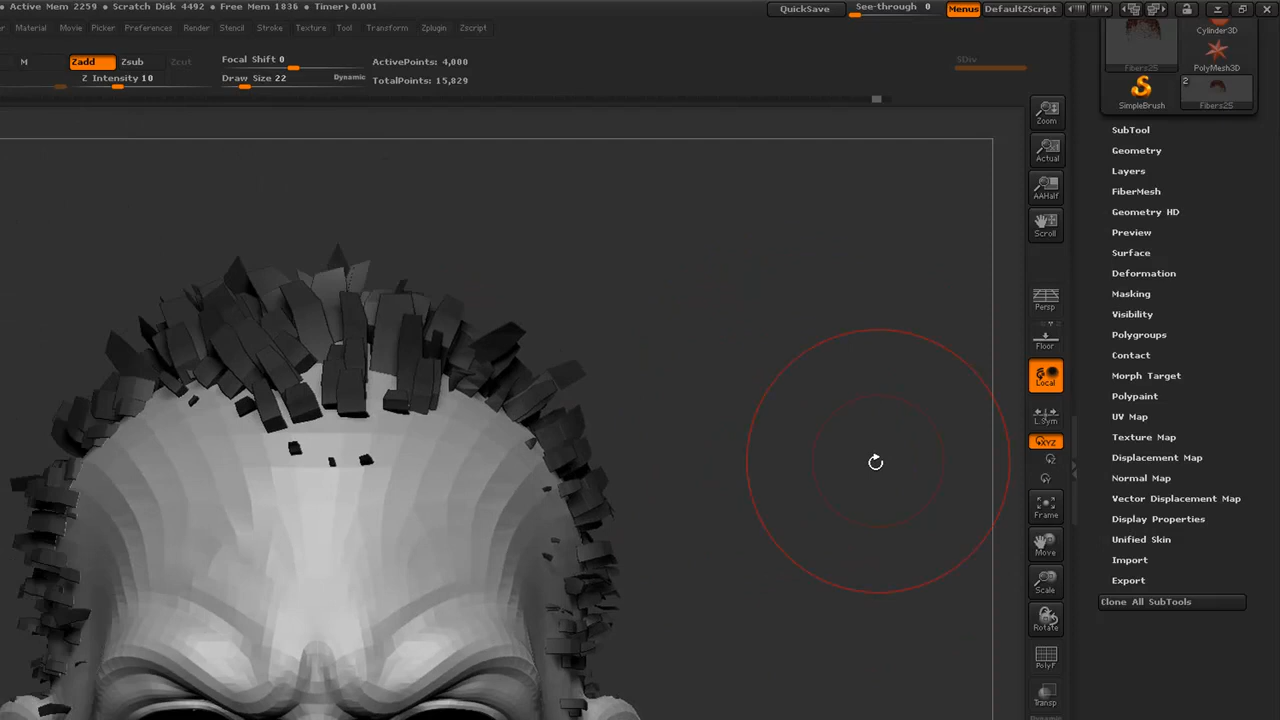 Active Mem 2259 • Scratch Disk 4492 • Free Mem 1836 • Timer▸0.001
QuickSave
See-through 0
Menus
DefaultZScript
Material Movie Picker Preferences Render Stencil Stroke Texture Tool Transform Zplugin Zscript
M
Zadd
Zsub
Zcut
Focal Shift 0
ActivePoints: 4,000
SDiv
Z Intensity 10
Draw Size 22
Dynamic
TotalPoints: 15,829
Cylinder3D
Fibers25
PolyMesh3D
2
SimpleBrush
Fibers25
Zoom
Actual
AAHalf
Scroll
Persp
Floor
Local
L.Sym
XYZ
Frame
Move
Scale
Rotate
PolyF
Transp
Dynamic
SubTool
Geometry
Layers
FiberMesh
Geometry HD
Preview
Surface
Deformation
Masking
Visibility
Polygroups
Contact
Morph Target
Polypaint
UV Map
Texture Map
Displacement Map
Normal Map
Vector Displacement Map
Display Properties
Unified Skin
Import
Export
Clone All SubTools